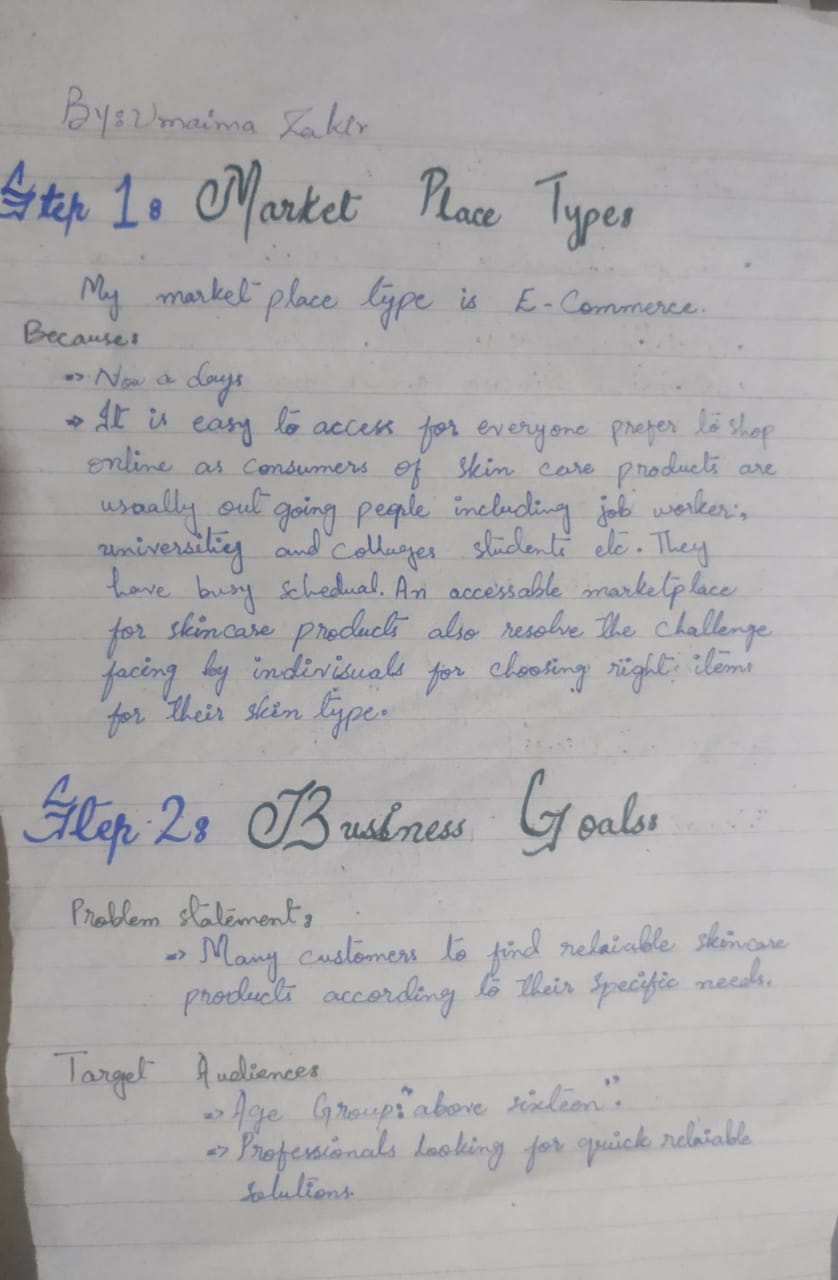 By: Umaima Zakir
Step 1: Market Place Types
My market place type is E-Commerce.
Because:
=> Now a days
=> It is easy to access for everyone prefer to shop
online as consumers of skin care products are
usually out going people including job worker,
universitieg and collueges students etc. They
have busy schedual. An accessable marketplace
for skincare products also resolve the challenge
facing by indivisuals for choosing right items
for their skin type.
Step 2: Business Goals:
Problem statement:
=> Many customers to find relaiable skincare
products according to their specific needs.
Target Audiences
=> Age Group: "above sixteen".
=> Professionals looking for quick relaiable
solutions.